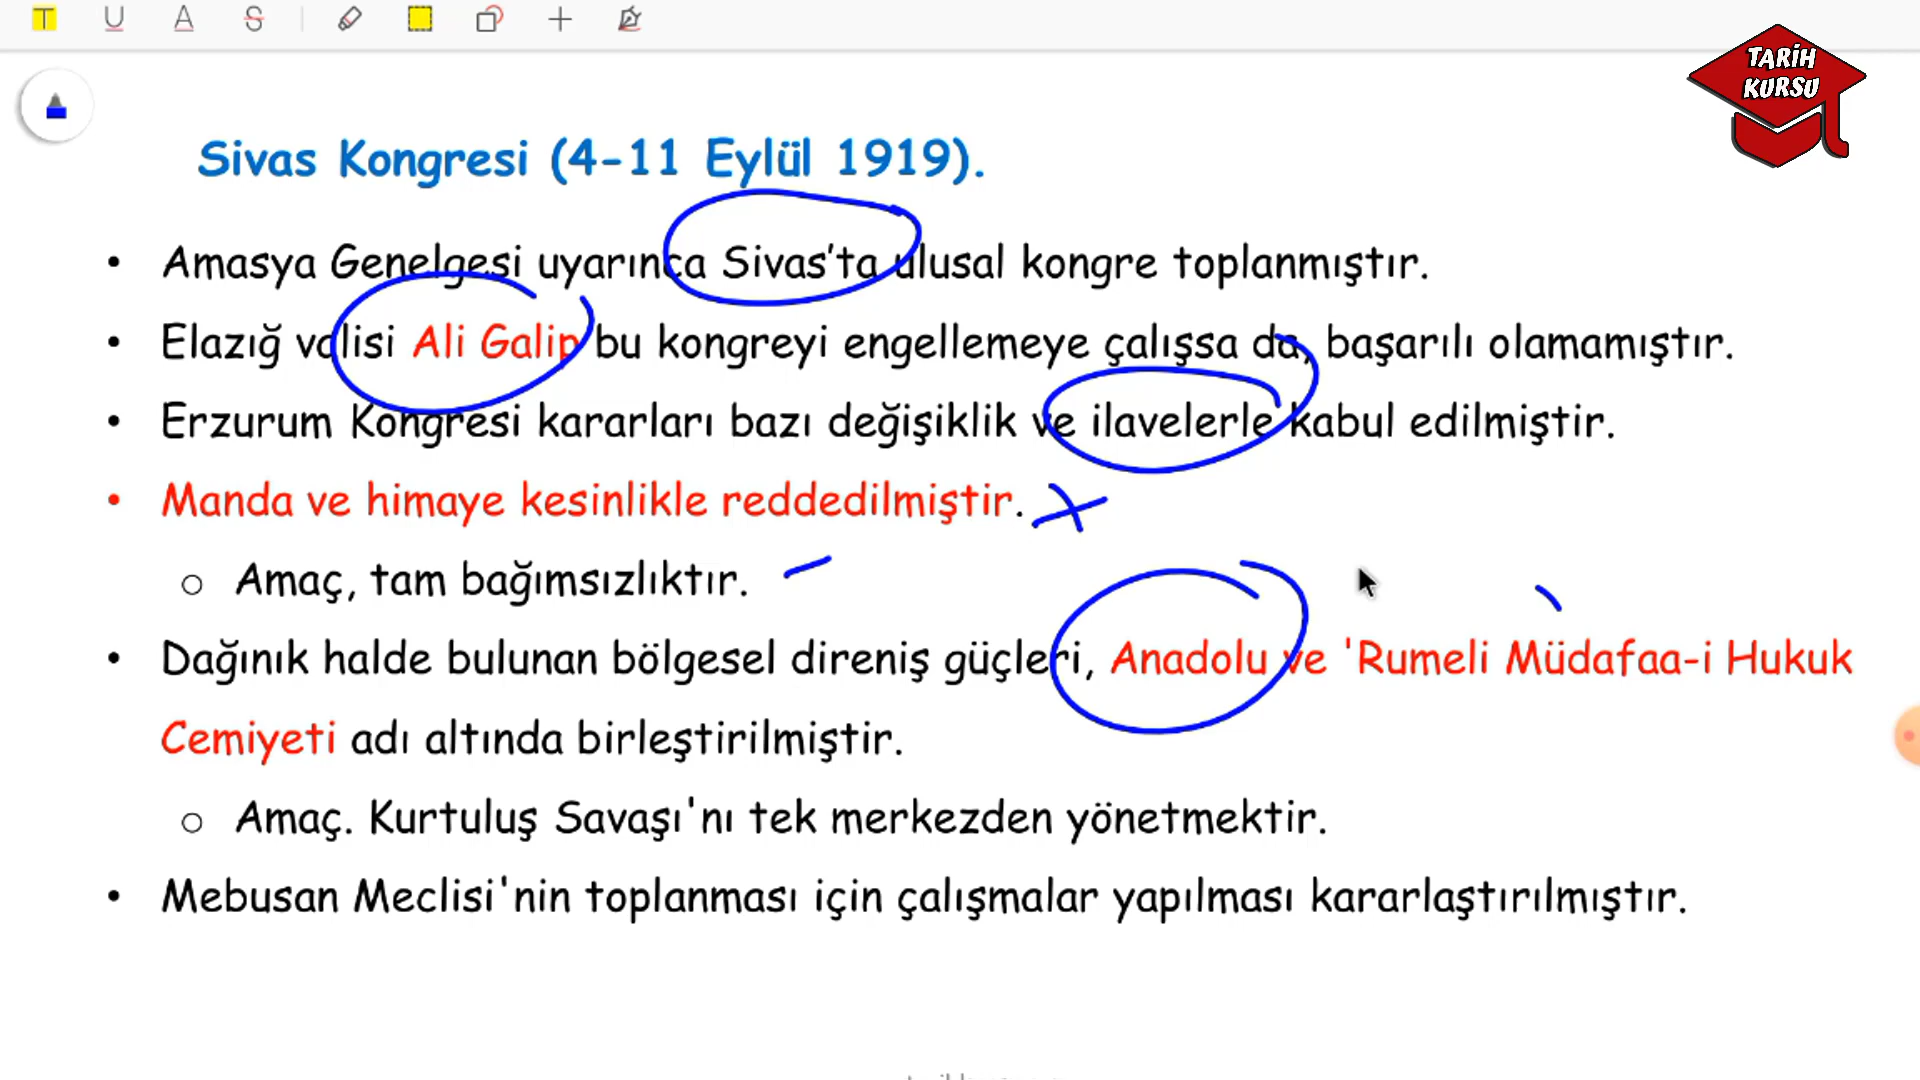 T U A S
TARİH
KURSU
Sivas Kongresi (4-11 Eylül 1919).
• Amasya Genelgesi uyarınca Sivas’ta ulusal kongre toplanmıştır.
• Elazığ valisi Ali Galip bu kongreyi engellemeye çalışsa da, başarılı olamamıştır.
• Erzurum Kongresi kararları bazı değişiklik ve ilavelerle kabul edilmiştir.
• Manda ve himaye kesinlikle reddedilmiştir.
o Amaç, tam bağımsızlıktır.
• Dağınık halde bulunan bölgesel direniş güçleri, Anadolu ve 'Rumeli Müdafaa-i Hukuk
Cemiyeti adı altında birleştirilmiştir.
o Amaç. Kurtuluş Savaşı'nı tek merkezden yönetmektir.
• Mebusan Meclisi'nin toplanması için çalışmalar yapılması kararlaştırılmıştır.